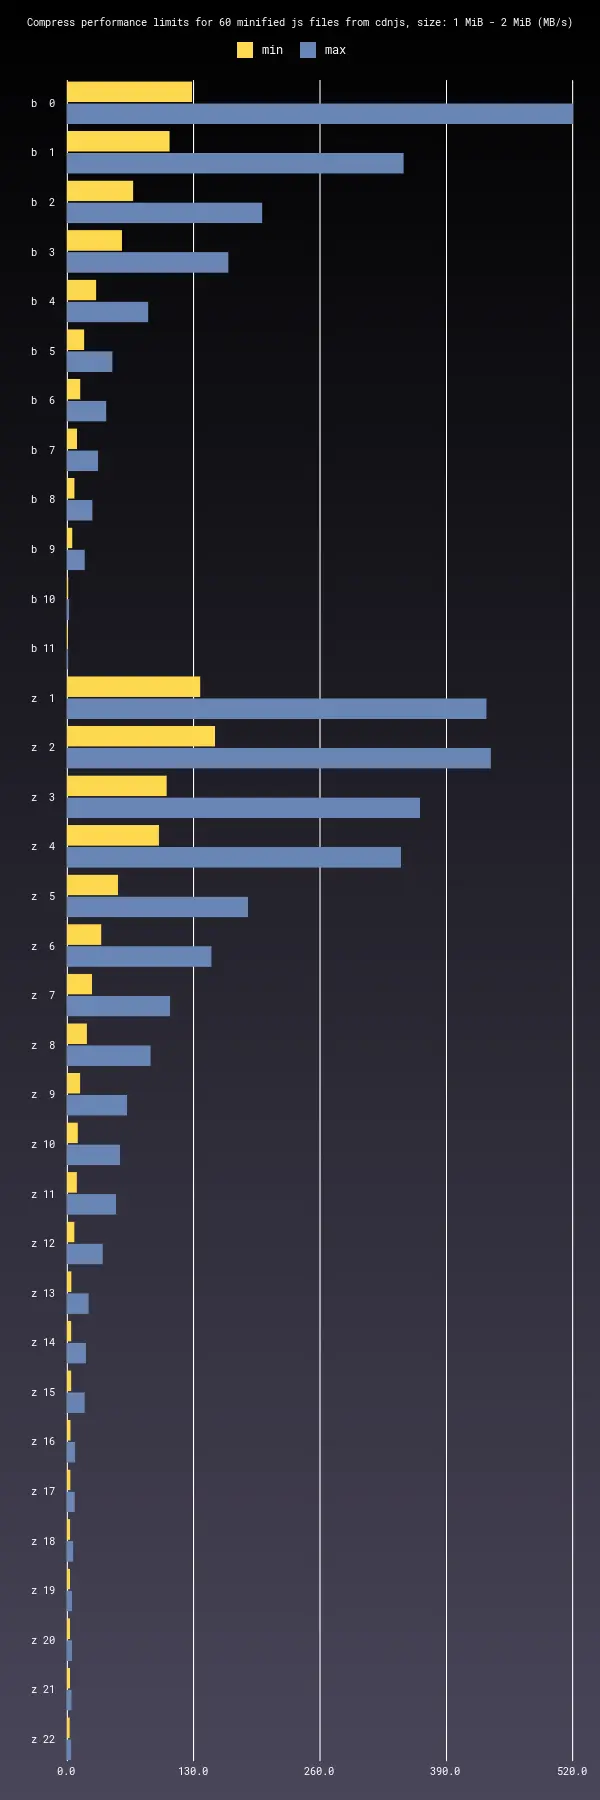 Compress performance limits for 60 minified js files from cdnjs, size: 1 MiB - 2 MiB (MB/s)
min max
b 0
b 1
b 2
b 3
b 4
b 5
b 6
b 7
b 8
b 9
b 10
b 11
z 1
z 2
z 3
z 4
z 5
z 6
z 7
z 8
z 9
z 10
z 11
z 12
z 13
z 14
z 15
z 16
z 17
z 18
z 19
z 20
z 21
z 22
0.0 130.0 260.0 390.0 520.0